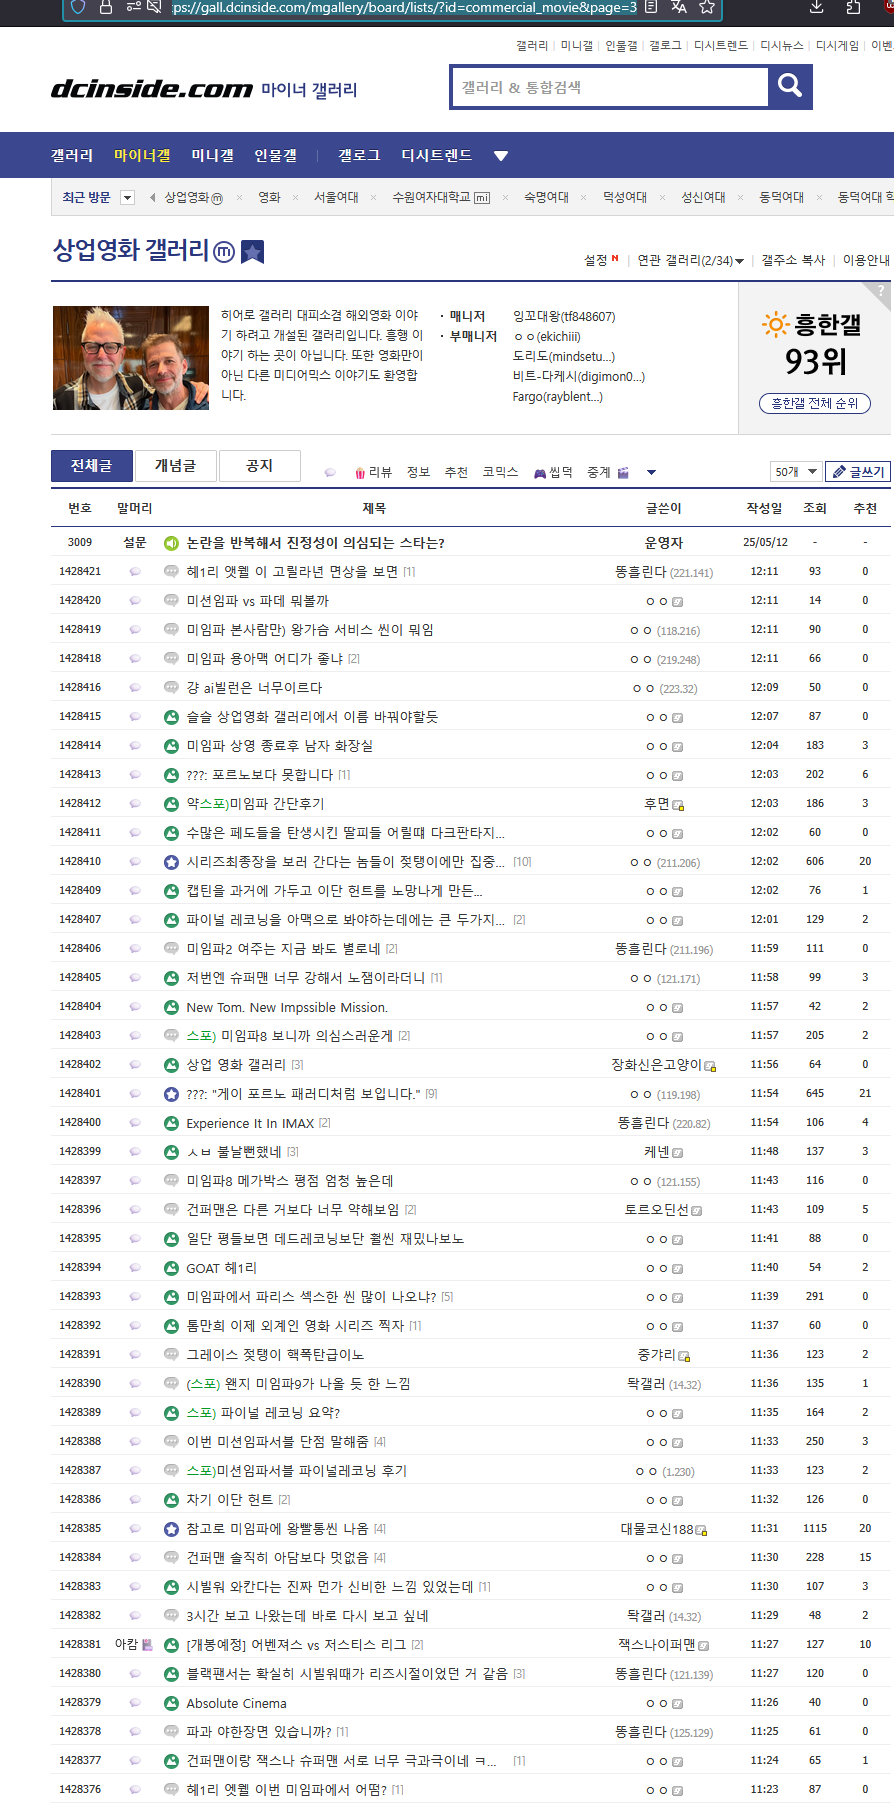 ps://gall.dcinside.com/mgallery/board/lists/?id=commercial_movie&page=3
갤러리 | 미니갤 | 인물갤 | 갤로그 | 디시트렌드 | 디시뉴스 | 디시게임 | 이벤
dcinside.com 마이너 갤러리
갤러리 & 통합검색
갤러리 마이너갤 미니갤 인물갤 | 갤로그 디시트렌드
최근 방문 상업영화ⓜ × 영화 × 서울여대 × 수원여자대학교 mi × 숙명여대 × 덕성여대 × 성신여대 × 동덕여대 × 동덕여대 학
상업영화 갤러리 ⓜ
설정 N | 연관 갤러리(2/34) | 갤주소 복사 | 이용안내
히어로 갤러리 대피소겸 해외영화 이야
기 하려고 개설된 갤러리입니다. 흥행 이
야기 하는 곳이 아닙니다. 또한 영화만이
아닌 다른 미디어믹스 이야기도 환영합
니다.
· 매니저 잉꼬대왕(tf848607)
· 부매니저 ㅇㅇ(ekichiii)
도리도(mindsetu...)
비트-다케시(digimon0...)
Fargo(rayblent...)
?
흥한갤
93위
흥한갤 전체 순위
전체글 개념글 공지 리뷰 정보 추천 코믹스 씹덕 중계 50개 글쓰기
번호 말머리 제목 글쓴이 작성일 조회 추천
3009 설문 논란을 반복해서 진정성이 의심되는 스타는? 운영자 25/05/12 - -
1428421 헤1리 앳웰 이 고릴라년 면상을 보면 [1] 똥흘린다 (221.141) 12:11 93 0
1428420 미션임파 vs 파데 뭐볼까 ㅇㅇ 12:11 14 0
1428419 미임파 본사람만) 왕가슴 서비스 씬이 뭐임 ㅇㅇ (118.216) 12:11 90 0
1428418 미임파 용아맥 어디가 좋냐 [2] ㅇㅇ (219.248) 12:11 66 0
1428416 걍 ai빌런은 너무이르다 ㅇㅇ (223.32) 12:09 50 0
1428415 슬슬 상업영화 갤러리에서 이름 바꿔야할듯 ㅇㅇ 12:07 87 0
1428414 미임파 상영 종료후 남자 화장실 ㅇㅇ 12:04 183 3
1428413 ???: 포르노보다 못합니다 [1] ㅇㅇ 12:03 202 6
1428412 약스포)미임파 간단후기 후면 12:03 186 3
1428411 수많은 페도들을 탄생시킨 딸피들 어릴떄 다크판타지... ㅇㅇ 12:02 60 0
1428410 시리즈최종장을 보러 간다는 놈들이 젖탱이에만 집중... [10] ㅇㅇ (211.206) 12:02 606 20
1428409 캡틴을 과거에 가두고 이단 헌트를 노망나게 만든... ㅇㅇ 12:02 76 1
1428407 파이널 레코닝을 아맥으로 봐야하는데에는 큰 두가지... [2] ㅇㅇ 12:01 129 2
1428406 미임파2 여주는 지금 봐도 별로네 [2] 똥흘린다 (211.196) 11:59 111 0
1428405 저번엔 슈퍼맨 너무 강해서 노잼이라더니 [1] ㅇㅇ (121.171) 11:58 99 3
1428404 New Tom. New Impssible Mission. ㅇㅇ 11:57 42 2
1428403 스포) 미임파8 보니까 의심스러운게 [2] ㅇㅇ 11:57 205 2
1428402 상업 영화 갤러리 [3] 장화신은고양이 11:56 64 0
1428401 ???: "게이 포르노 패러디처럼 보입니다." [9] ㅇㅇ (119.198) 11:54 645 21
1428400 Experience It In IMAX [2] 똥흘린다 (220.82) 11:54 106 4
1428399 ㅅㅂ 불날뻔했네 [3] 케넨 11:48 137 3
1428397 미임파8 메가박스 평점 엄청 높은데 ㅇㅇ (121.155) 11:43 116 0
1428396 건퍼맨은 다른 거보다 너무 약해보임 [2] 토르오딘선 11:43 109 5
1428395 일단 평들보면 데드레코닝보단 훨씬 재밌나보노 ㅇㅇ 11:41 88 0
1428394 GOAT 헤1리 ㅇㅇ 11:40 54 2
1428393 미임파에서 파리스 섹스한 씬 많이 나오냐? [5] ㅇㅇ 11:39 291 0
1428392 톰만희 이제 외계인 영화 시리즈 찍자 [1] ㅇㅇ 11:37 60 0
1428391 그레이스 젖탱이 핵폭탄급이노 중갸리 11:36 123 2
1428390 (스포) 왠지 미임파9가 나올 듯 한 느낌 돡갤러 (14.32) 11:36 135 1
1428389 스포) 파이널 레코닝 요약? ㅇㅇ 11:35 164 2
1428388 이번 미션임파서블 단점 말해줌 [4] ㅇㅇ 11:33 250 3
1428387 스포)미션임파서블 파이널레코닝 후기 ㅇㅇ (1.230) 11:33 123 2
1428386 차기 이단 헌트 [2] ㅇㅇ 11:32 126 0
1428385 참고로 미임파에 왕빨통씬 나옴 [4] 대물코신188 11:31 1115 20
1428384 건퍼맨 솔직히 아담보다 멋없음 [4] ㅇㅇ 11:30 228 15
1428383 시빌워 와칸다는 진짜 먼가 신비한 느낌 있었는데 [1] ㅇㅇ 11:30 107 3
1428382 3시간 보고 나왔는데 바로 다시 보고 싶네 돡갤러 (14.32) 11:29 48 2
1428381 아캄 [개봉예정] 어벤져스 vs 저스티스 리그 [2] 잭스나이퍼맨 11:27 127 10
1428380 블랙팬서는 확실히 시빌워때가 리즈시절이었던 거 같음 [3] 똥흘린다 (121.139) 11:27 120 0
1428379 Absolute Cinema ㅇㅇ 11:26 40 0
1428378 파과 야한장면 있습니까? [1] 똥흘린다 (125.129) 11:25 61 0
1428377 건퍼맨이랑 잭스나 슈퍼맨 서로 너무 극과극이네 ㅋ... [1] ㅇㅇ 11:24 65 1
1428376 헤1리 엣웰 이번 미임파에서 어떰? [1] ㅇㅇ 11:23 87 0